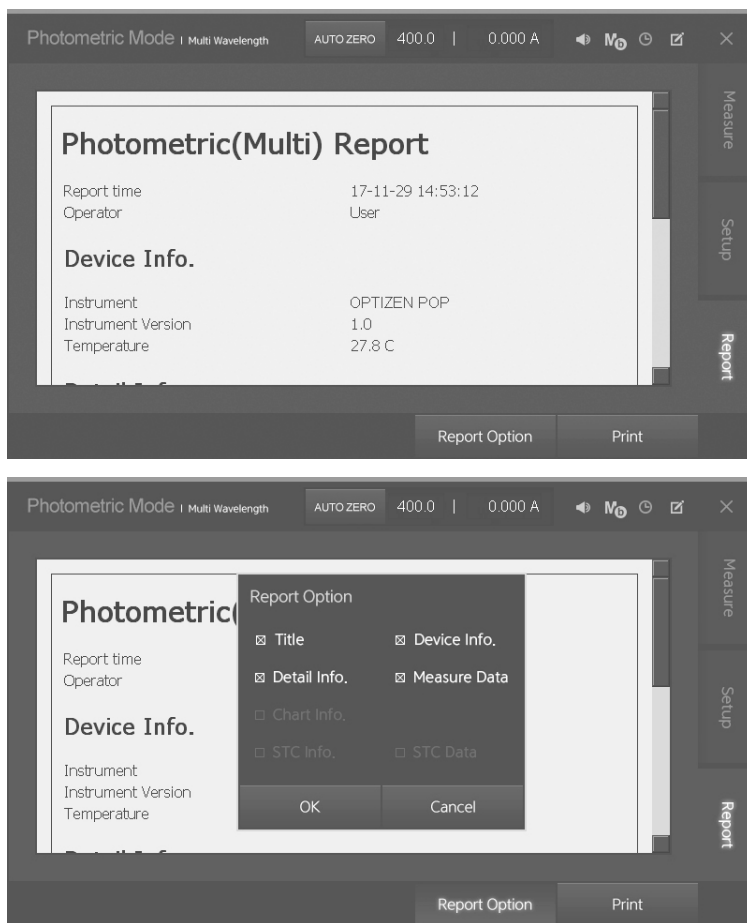 Photometric Mode | Multi Wavelength AUTO ZERO 400.0 | 0.000 A Mb
Measure
Setup
Report
Photometric(Multi) Report
Report time 17-11-29 14:53:12
Operator User
Device Info.
Instrument OPTIZEN POP
Instrument Version 1.0
Temperature 27.8 C
Report Option Print
Photometric Mode | Multi Wavelength AUTO ZERO 400.0 | 0.000 A Mb
Measure
Setup
Report
Photometric(
Report time
Operator
Device Info.
Instrument
Instrument Version
Temperature
Report Option
Title Device Info.
Detail Info. Measure Data
Chart Info.
STC Info. STC Data
OK Cancel
Report Option Print